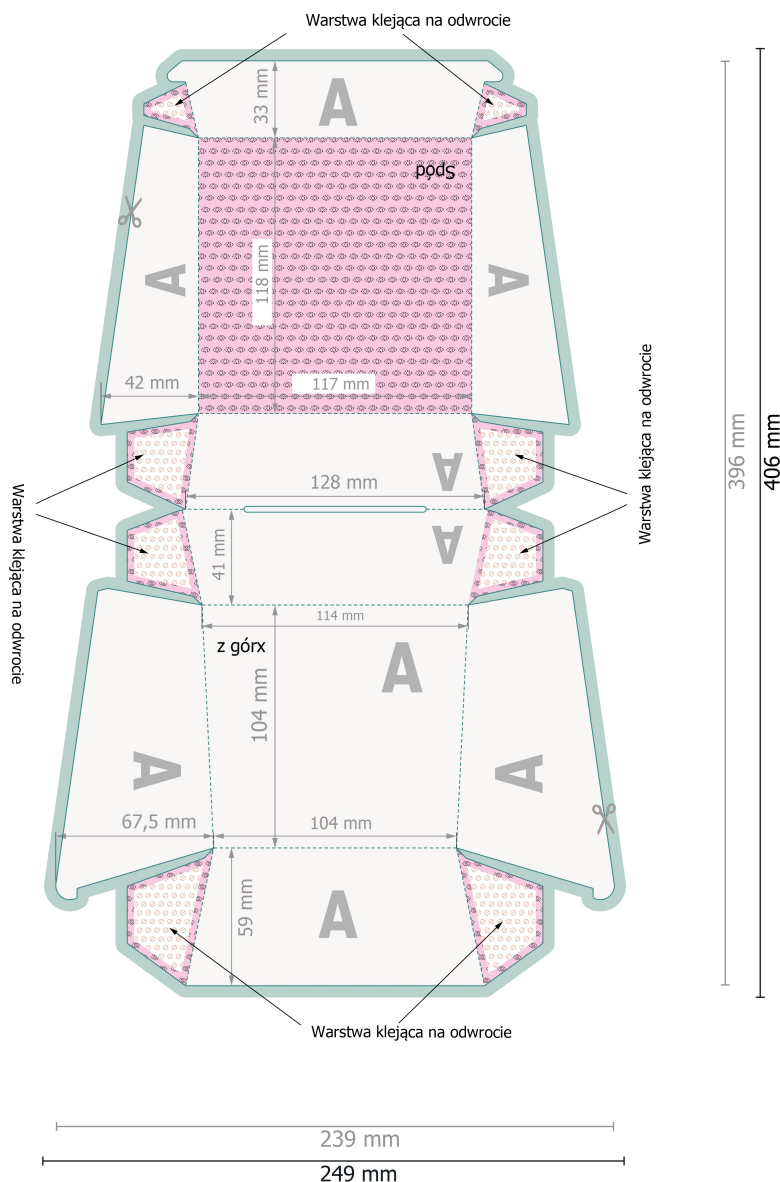 Warstwa klejąca na odwrocie
A
33 mm
Spód
118 mm
A
A
42 mm
117 mm
Warstwa klejąca na odwrocie
396 mm
406 mm
A
128 mm
Warstwa klejąca na odwrocie
A
41 mm
114 mm
z górx
A
104 mm
A
A
67,5 mm
104 mm
59 mm
A
Warstwa klejąca na odwrocie
239 mm
249 mm